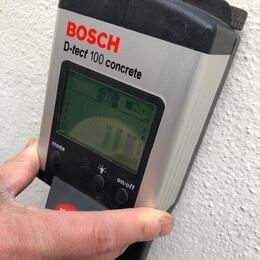 BOSCH
D-tect 100 concrete
mode
on/off